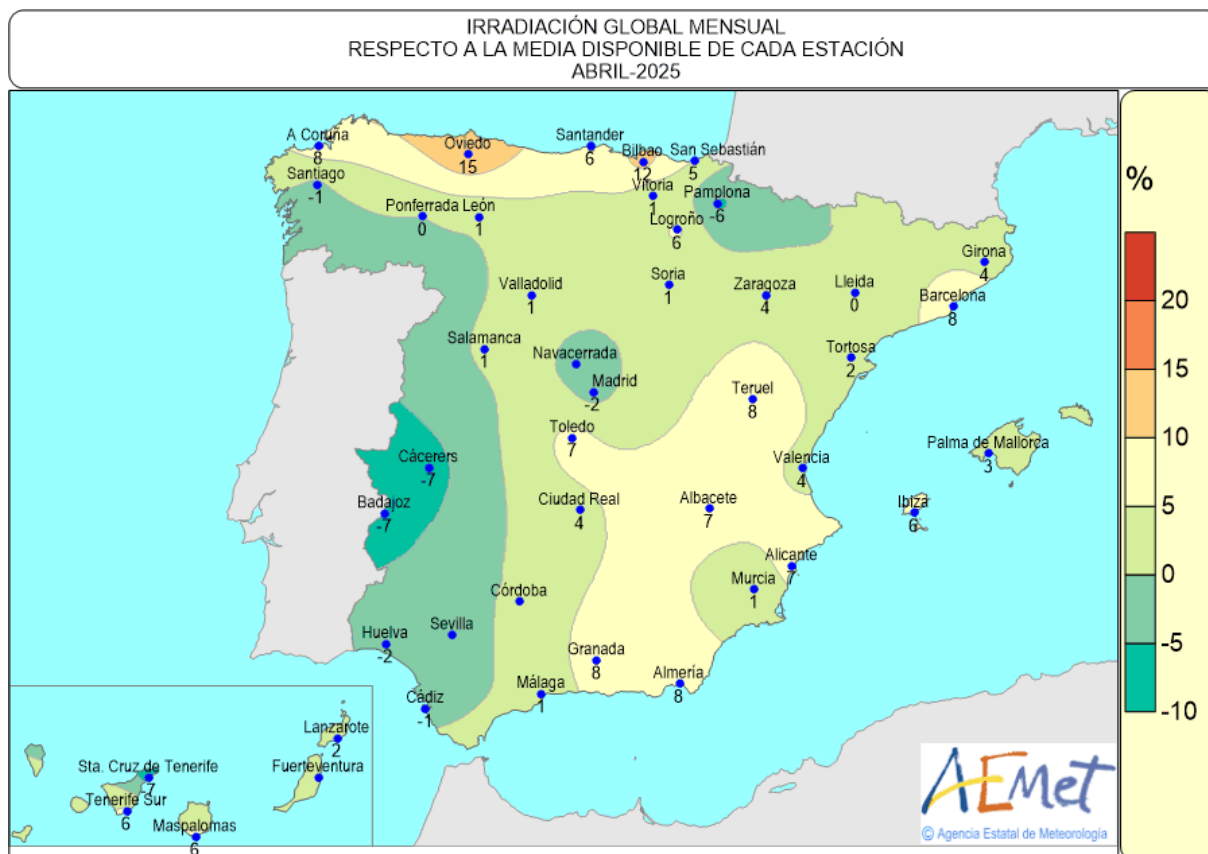 IRRADIACIÓN GLOBAL MENSUAL
RESPECTO A LA MEDIA DISPONIBLE DE CADA ESTACIÓN
ABRIL-2025
A Coruña
8
Oviedo
15
Santander
6
Bilbao
12
San Sebastián
5
Santiago
-1
Ponferrada
0
León
1
Vitoria
1
Pamplona
-6
Logroño
6
Girona
4
Valladolid
1
Soria
1
Zaragoza
4
Lleida
0
Barcelona
8
Salamanca
1
Navacerrada
Madrid
-2
Tortosa
2
Teruel
8
Toledo
7
Cácerers
-7
Valencia
4
Palma de Mallorca
3
Badajoz
-7
Ciudad Real
4
Albacete
7
Ibiza
6
Alicante
7
Murcia
1
Córdoba
Huelva
-2
Sevilla
Granada
8
Almería
8
Cádiz
-1
Málaga
1
Lanzarote
2
Sta. Cruz de Tenerife
-7
Fuerteventura
Tenerife Sur
6
Maspalomas
6
%
20
15
10
5
0
-5
-10
AEMet
© Agencia Estatal de Meteorología